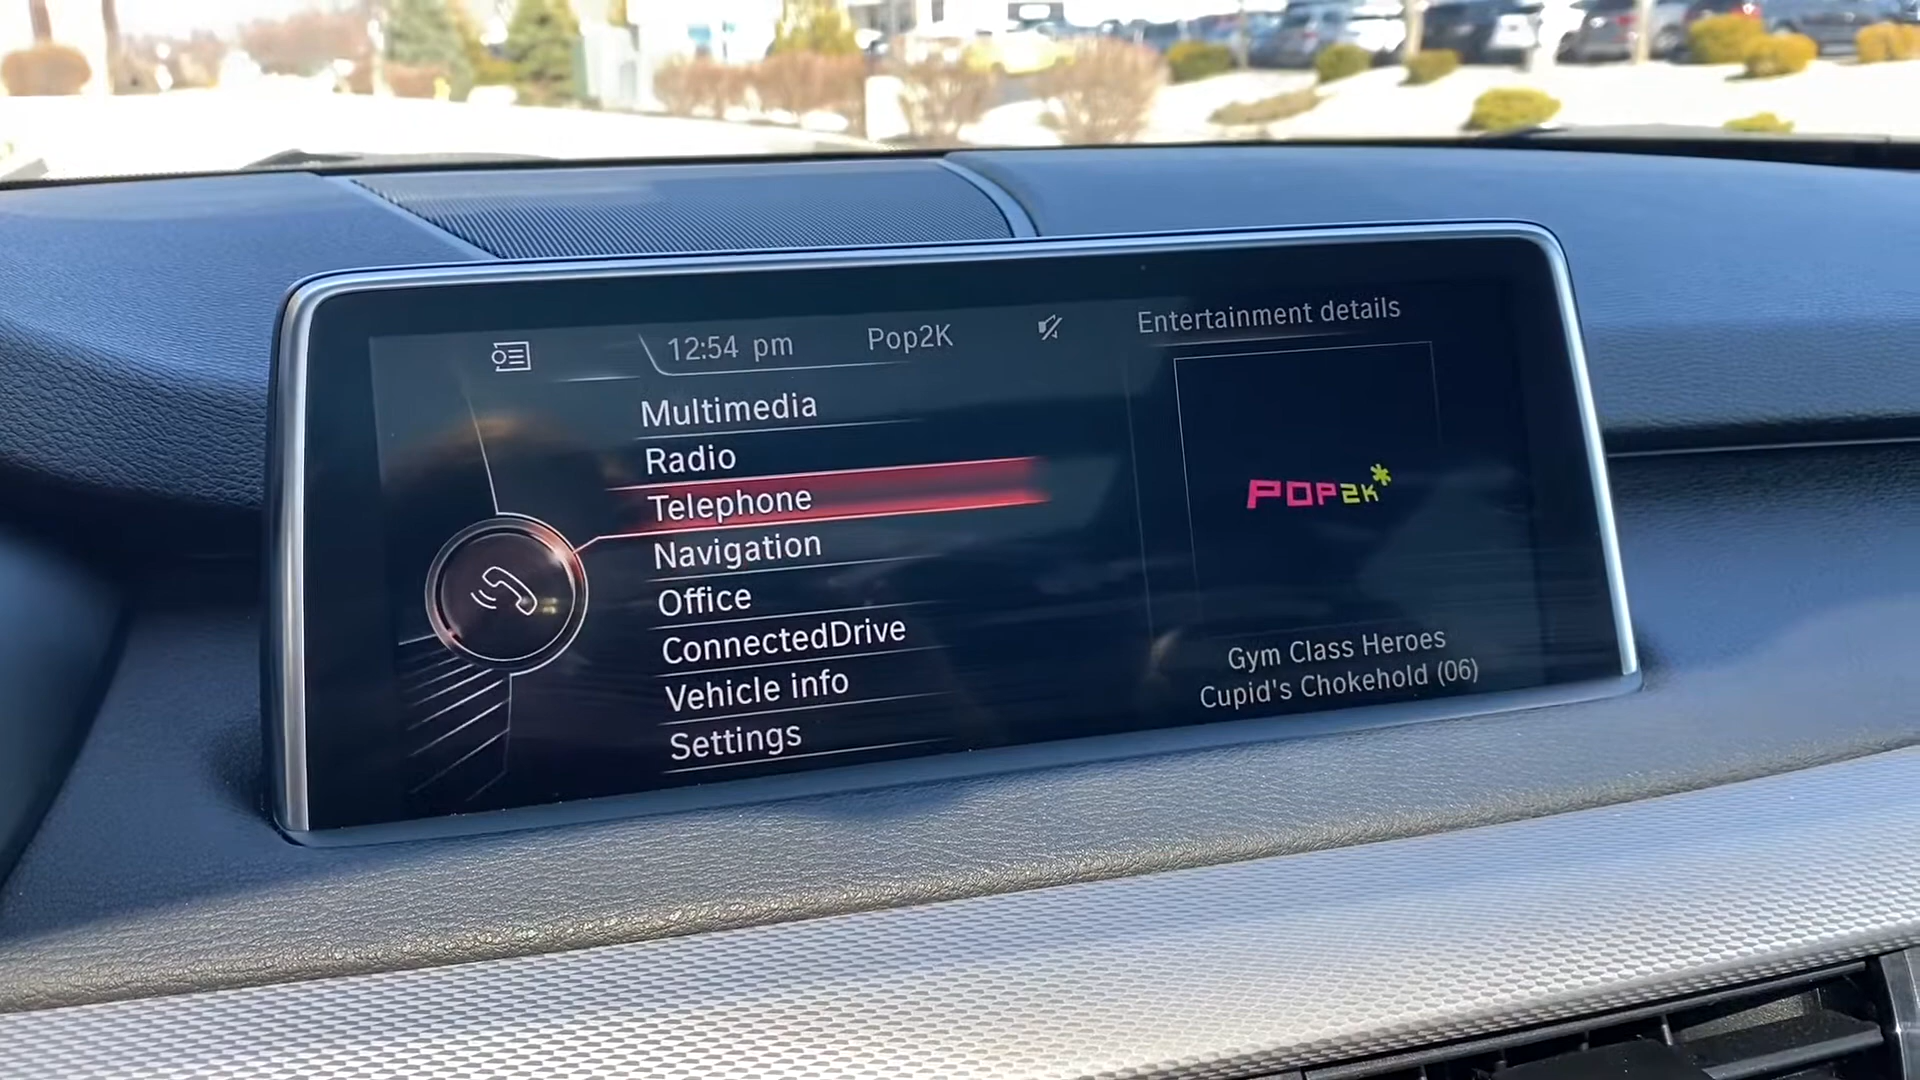 12:54 pm Pop2K
Multimedia
Radio
Telephone
Navigation
Office
ConnectedDrive
Vehicle info
Settings
Entertainment details
POP2K*
Gym Class Heroes
Cupid's Chokehold (06)